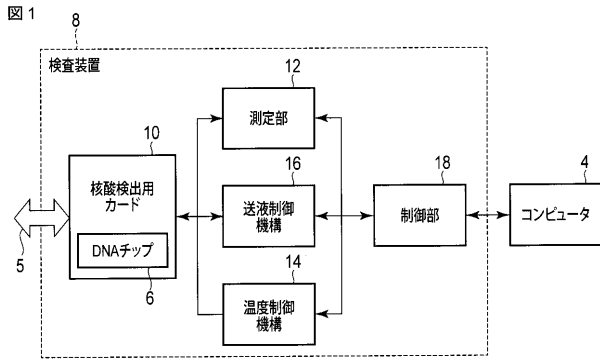 図1
8
検査装置
12
測定部
10
核酸検出用
カード
DNAチップ
6
5
16
送液制御
機構
18
制御部
4
コンピュータ
14
温度制御
機構